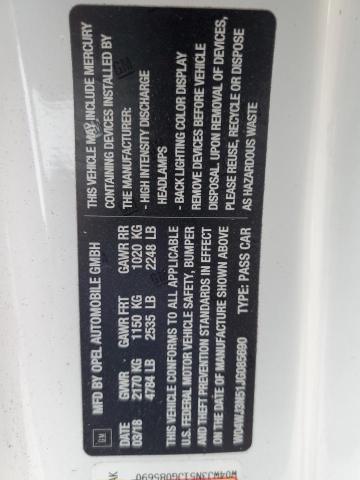 MFD BY OPEL AUTOMOBILE GMBH
DATE GVWR GAWR FRT GAWR RR
03/18 2170 KG 1150 KG 1020 KG
4784 LB 2535 LB 2248 LB
THIS VEHICLE CONFORMS TO ALL APPLICABLE
U.S. FEDERAL MOTOR VEHICLE SAFETY, BUMPER
AND THEFT PREVENTION STANDARDS IN EFFECT
ON THE DATE OF MANUFACTURE SHOWN ABOVE
TYPE: PASS CAR
THIS VEHICLE MAY INCLUDE MERCURY
CONTAINING DEVICES INSTALLED BY
THE MANUFACTURER:
- HIGH INTENSITY DISCHARGE
HEADLAMPS
- BACK LIGHTING COLOR DISPLAY
REMOVE DEVICES BEFORE VEHICLE
DISPOSAL UPON REMOVAL OF DEVICES,
PLEASE REUSE, RECYCLE OR DISPOSE
AS HAZARDOUS WASTE
GM